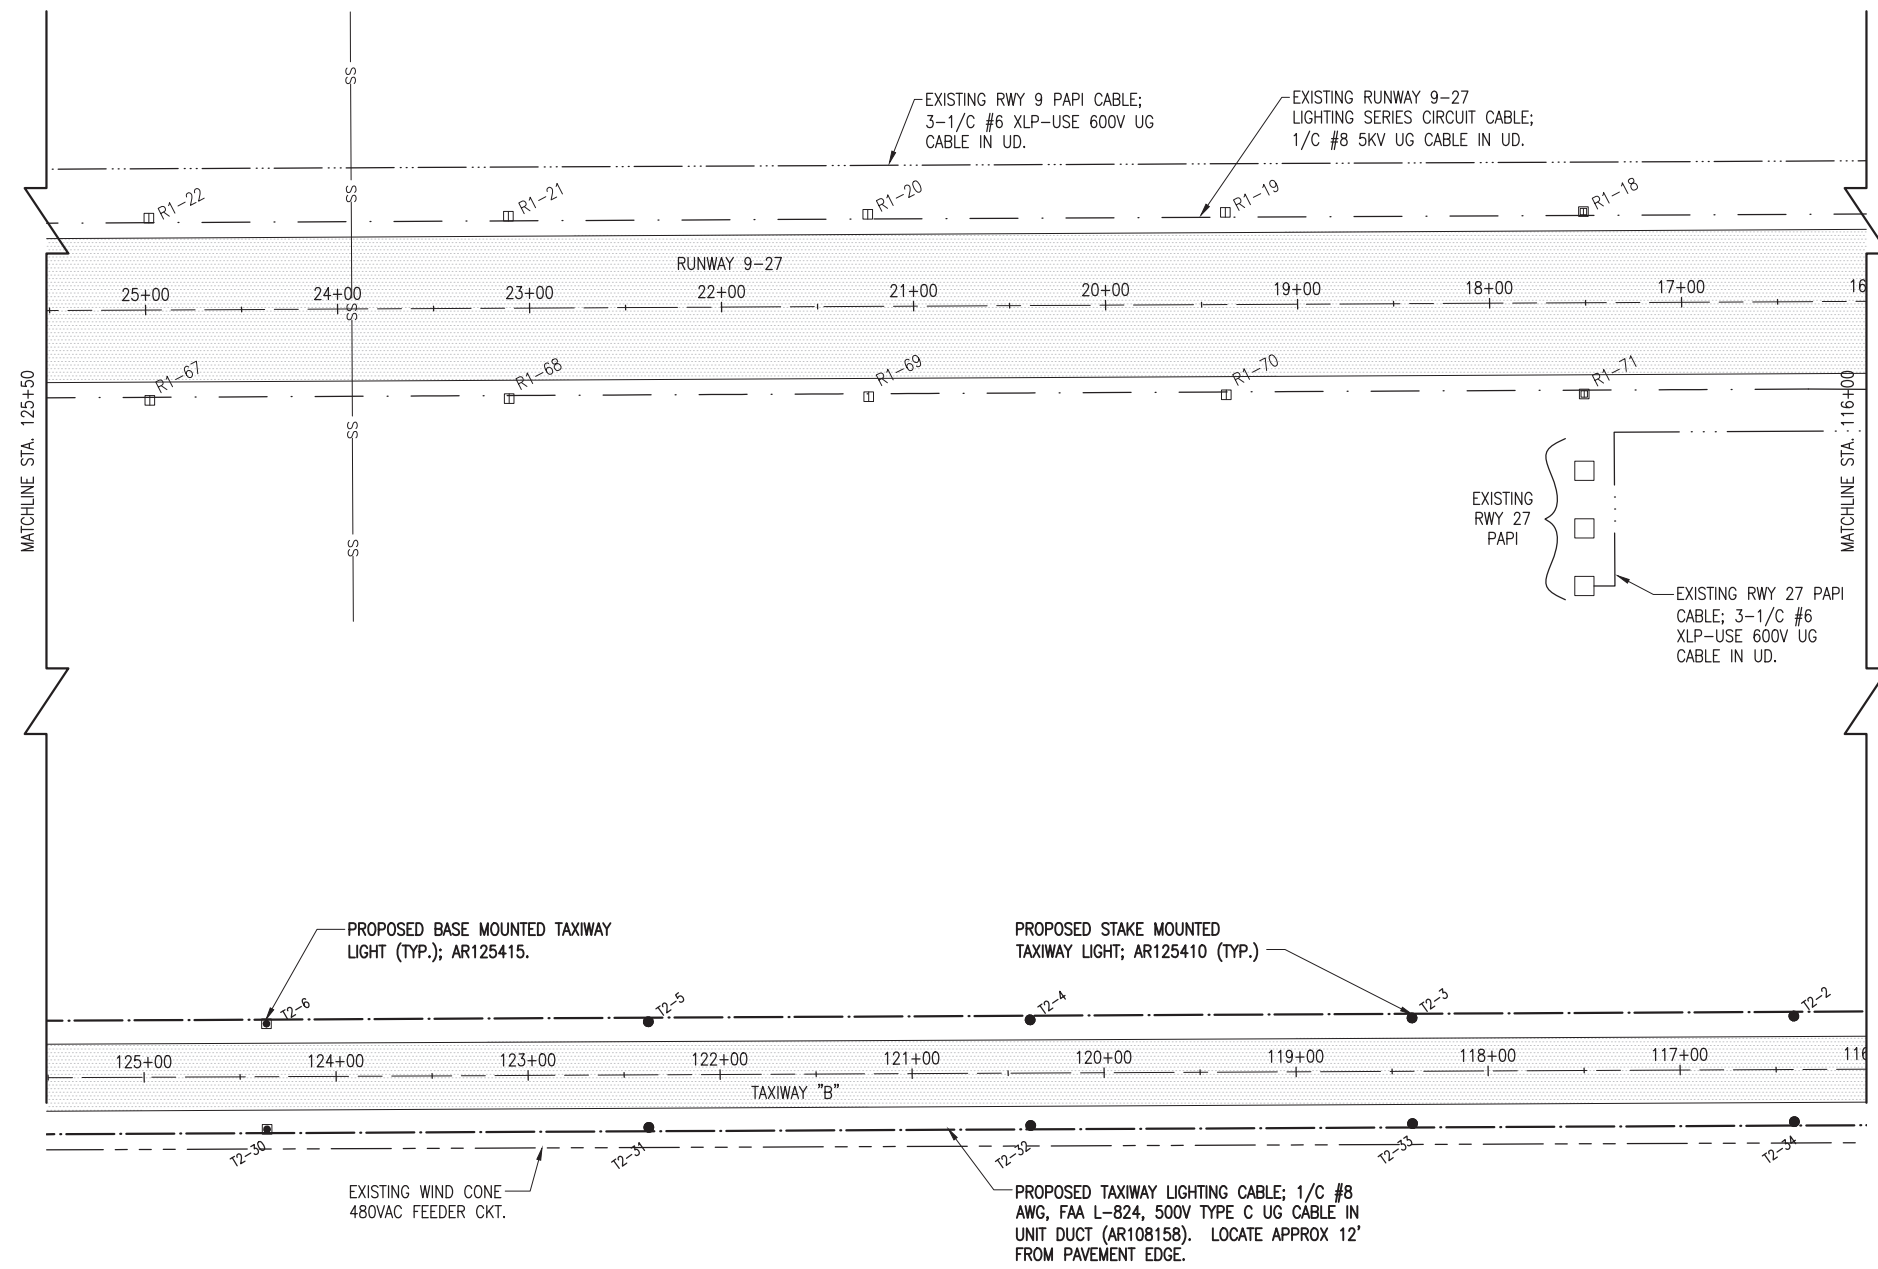 SS
EXISTING RWY 9 PAPI CABLE;
3-1/C #6 XLP-USE 600V UG
CABLE IN UD.
EXISTING RUNWAY 9-27
LIGHTING SERIES CIRCUIT CABLE;
1/C #8 5KV UG CABLE IN UD.
SS
R1-22
R1-21
R1-20
R1-19
R1-18
RUNWAY 9-27
25+00
24+00
23+00
22+00
21+00
20+00
19+00
18+00
17+00
16
SS
R1-67
R1-68
R1-69
R1-70
R1-71
MATCHLINE STA. 125+50
MATCHLINE STA. 116+00
SS
SS
EXISTING
RWY 27
PAPI
EXISTING RWY 27 PAPI
CABLE; 3-1/C #6
XLP-USE 600V UG
CABLE IN UD.
PROPOSED BASE MOUNTED TAXIWAY
LIGHT (TYP.); AR125415.
PROPOSED STAKE MOUNTED
TAXIWAY LIGHT; AR125410 (TYP.)
T2-6
T2-5
T2-4
T2-3
T2-2
125+00
124+00
123+00
122+00
121+00
120+00
119+00
118+00
117+00
116
TAXIWAY "B"
T2-30
T2-31
T2-32
T2-33
T2-34
EXISTING WIND CONE
480VAC FEEDER CKT.
PROPOSED TAXIWAY LIGHTING CABLE; 1/C #8
AWG, FAA L-824, 500V TYPE C UG CABLE IN
UNIT DUCT (AR108158). LOCATE APPROX 12'
FROM PAVEMENT EDGE.